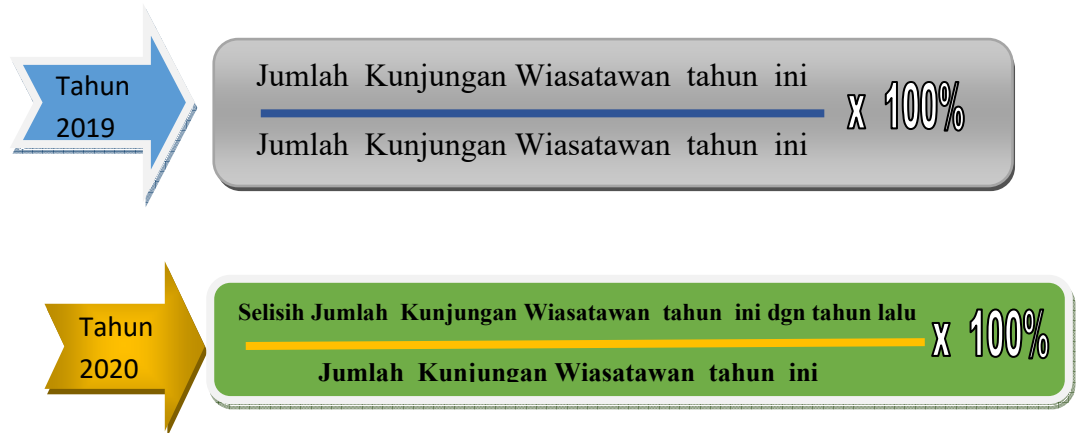 Tahun
2019
Jumlah Kunjungan Wiasatawan tahun ini
Jumlah Kunjungan Wiasatawan tahun ini
x 100%
Tahun
2020
Selisih Jumlah Kunjungan Wiasatawan tahun ini dgn tahun lalu
Jumlah Kunjungan Wiasatawan tahun ini
x 100%